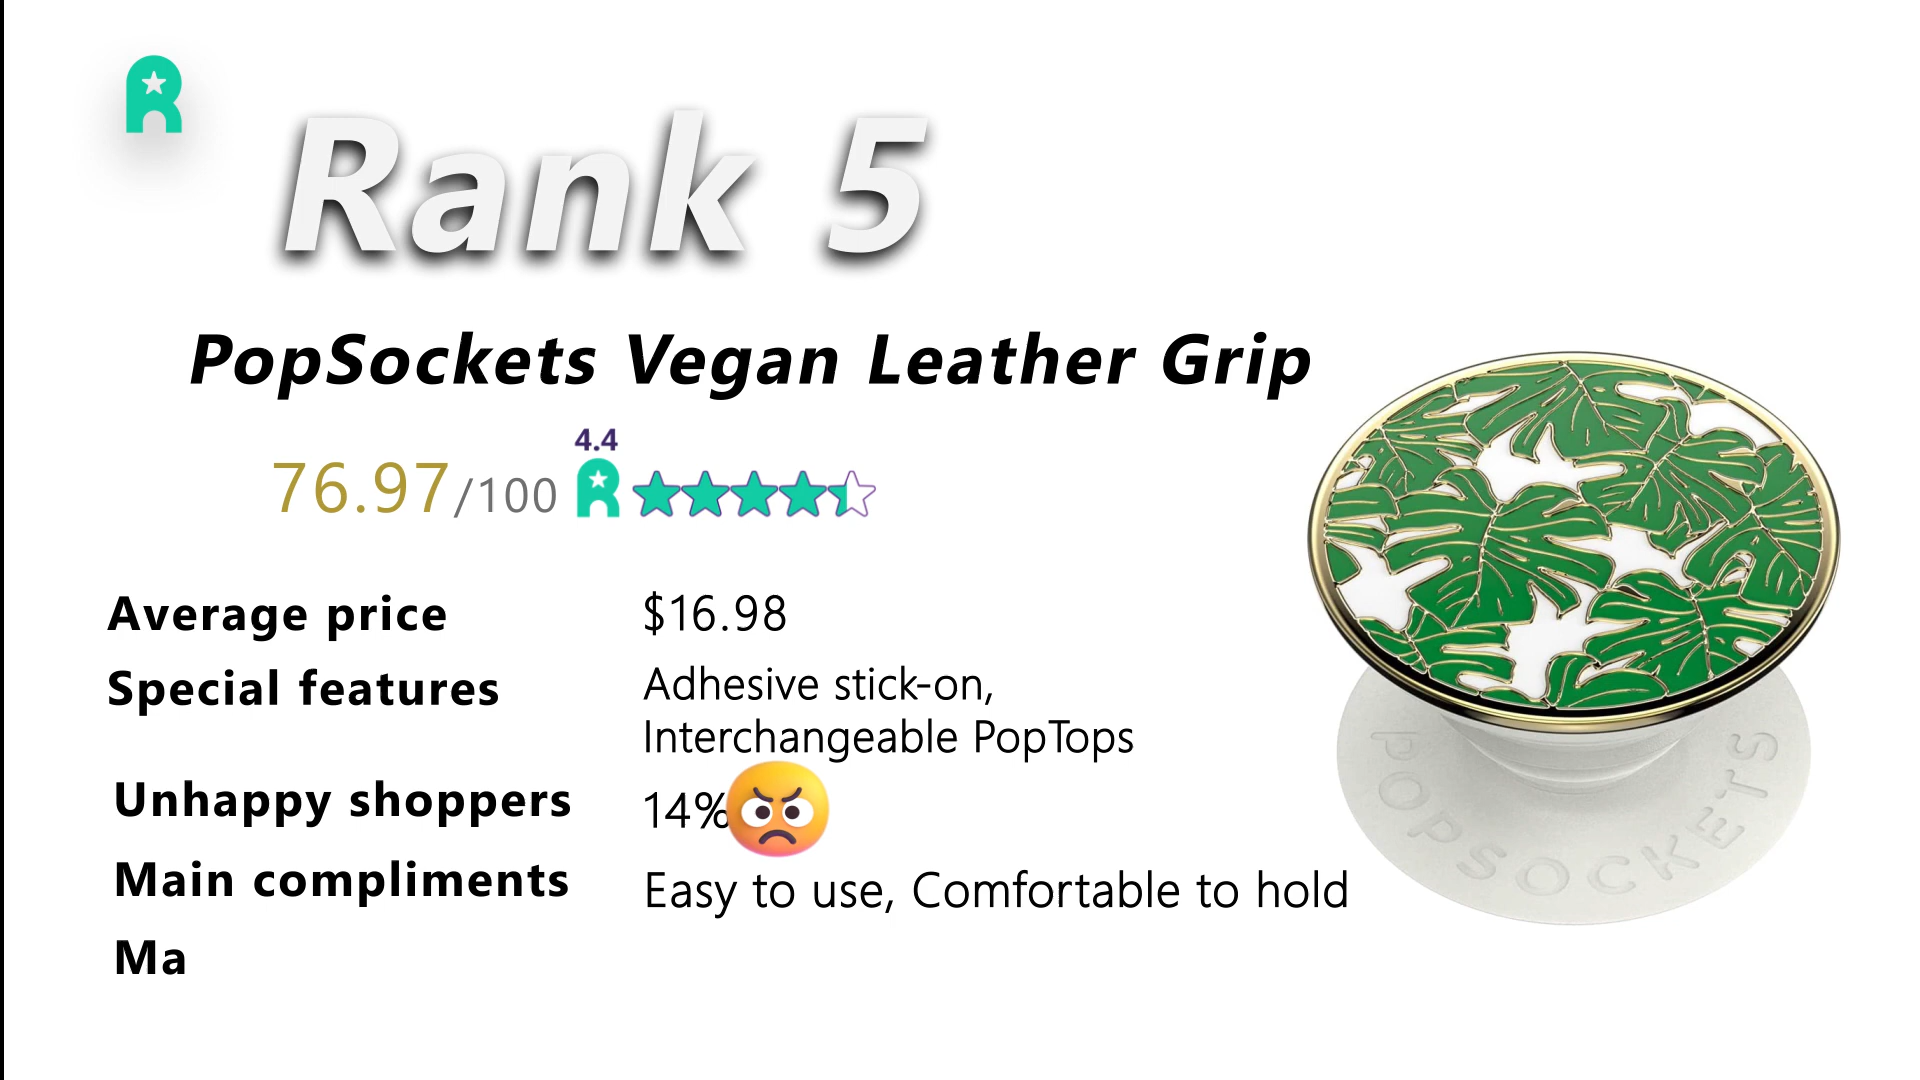 Rank 5
PopSockets Vegan Leather Grip
4.4
76.97/100
Average price $16.98
Special features Adhesive stick-on,
Interchangeable PopTops
Unhappy shoppers 14%
Main compliments Easy to use, Comfortable to hold
Ma
POPSOCKETS